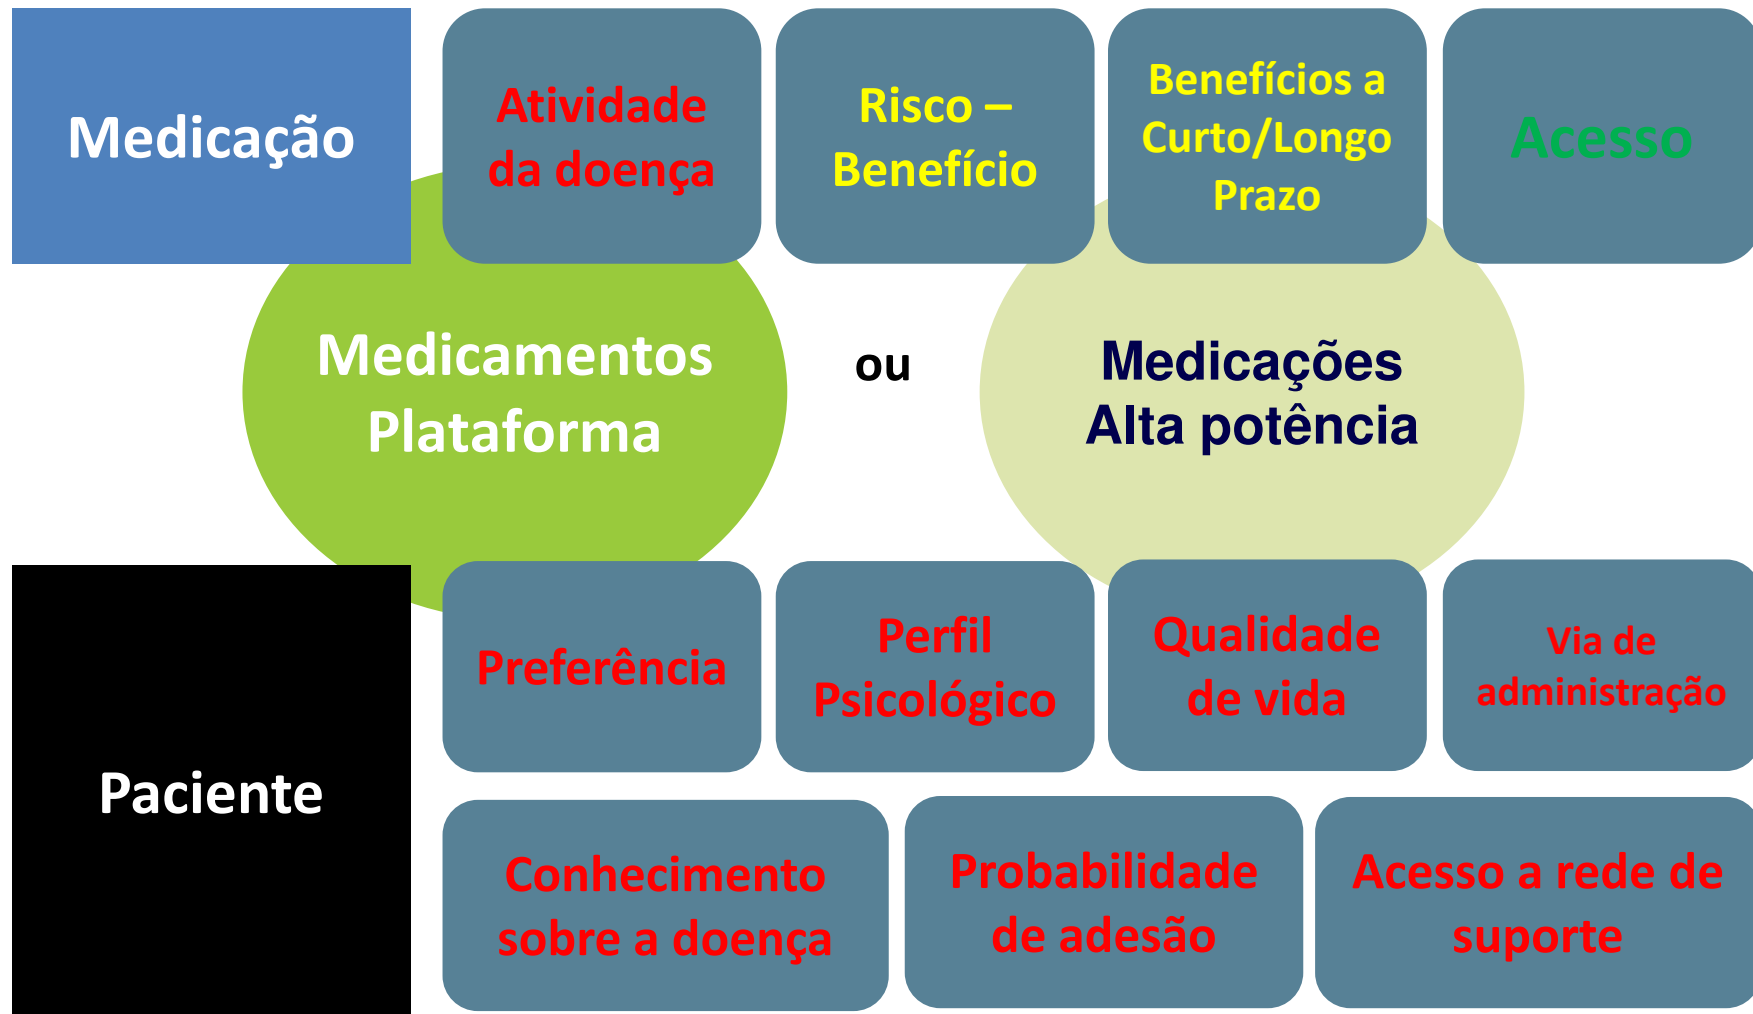 Medicação
Atividade
da doença
Risco –
Benefício
Benefícios a
Curto/Longo
Prazo
Acesso
Medicamentos
Plataforma
ou
Medicações
Alta potência
Paciente
Preferência
Perfil
Psicológico
Qualidade
de vida
Via de
administração
Conhecimento
sobre a doença
Probabilidade
de adesão
Acesso a rede de
suporte